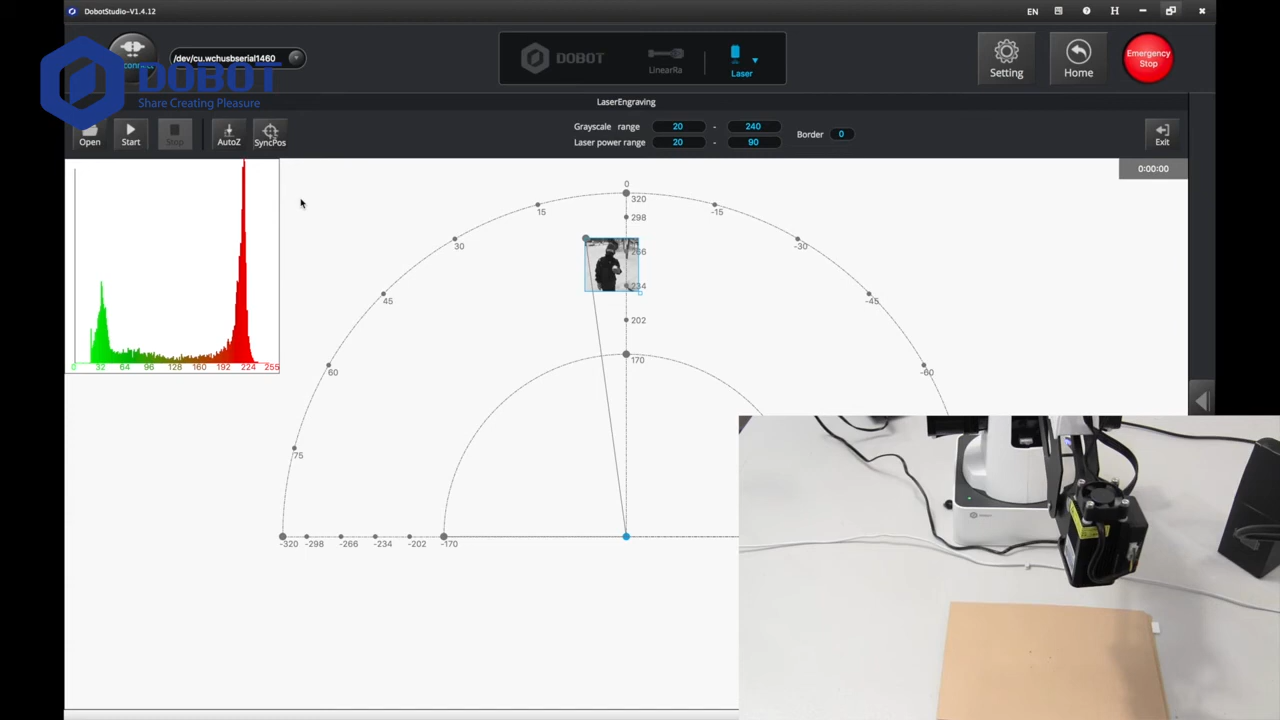 DobotStudio-V1.4.12
EN
H
/dev/cu.wchusbserial1460
DOBOT
Share Creating Pleasure
DOBOT
LinearRa
Laser
Setting
Home
Emergency
Stop
LaserEngraving
Open
Start
Stop
AutoZ
SyncPos
Grayscale range 20 - 240
Laser power range 20 - 90
Border 0
Exit
0:00:00
0 32 64 96 128 160 192 224 255
0
320
15 -15
298
30 -30
266
234
45 -45
202
170
60 -60
75
-320 -298 -266 -234 -202 -170